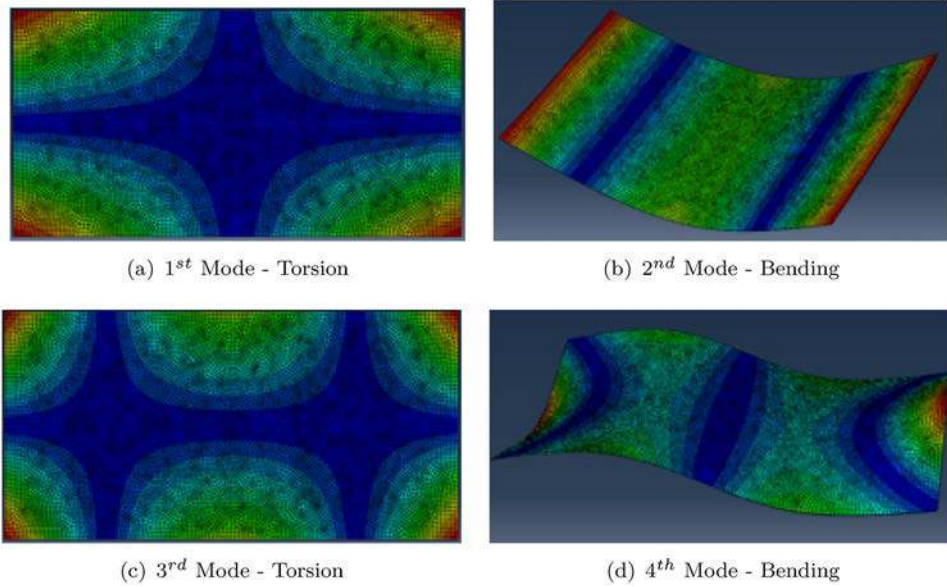 (a) 1st Mode - Torsion
(b) 2nd Mode - Bending
(c) 3rd Mode - Torsion
(d) 4th Mode - Bending